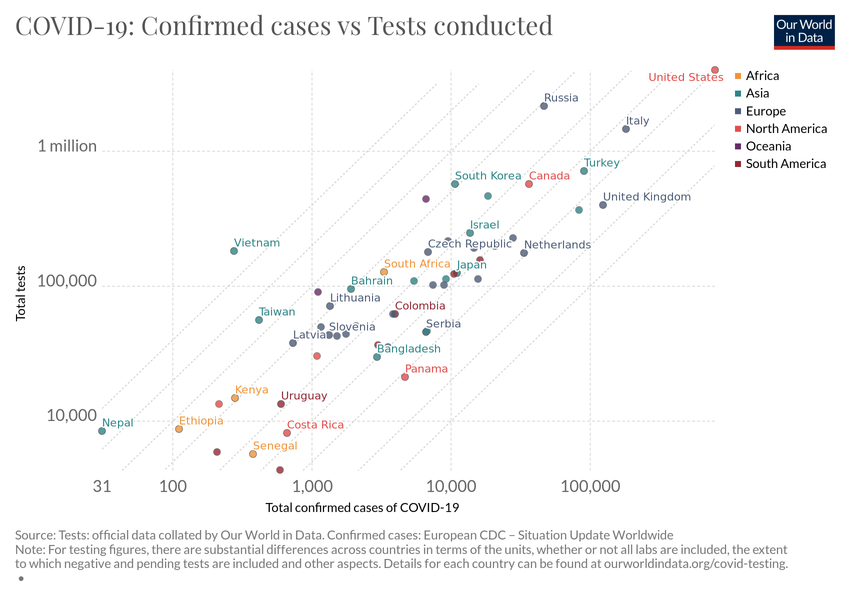 COVID-19: Confirmed cases vs Tests conducted
Our World
in Data
Total tests
1 million
100,000
10,000
United States
Russia
Italy
Turkey
South Korea
Canada
United Kingdom
Israel
Vietnam
Czech Republic
Netherlands
South Africa
Japan
Bahrain
Lithuania
Colombia
Taiwan
Slovenia
Serbia
Latvia
Bangladesh
Panama
Kenya
Uruguay
Nepal
Ethiopia
Costa Rica
Senegal
Africa
Asia
Europe
North America
Oceania
South America
31
100
1,000
10,000
100,000
Total confirmed cases of COVID-19
Source: Tests: official data collated by Our World in Data. Confirmed cases: European CDC – Situation Update Worldwide
Note: For testing figures, there are substantial differences across countries in terms of the units, whether or not all labs are included, the extent
to which negative and pending tests are included and other aspects. Details for each country can be found at ourworldindata.org/covid-testing.
•